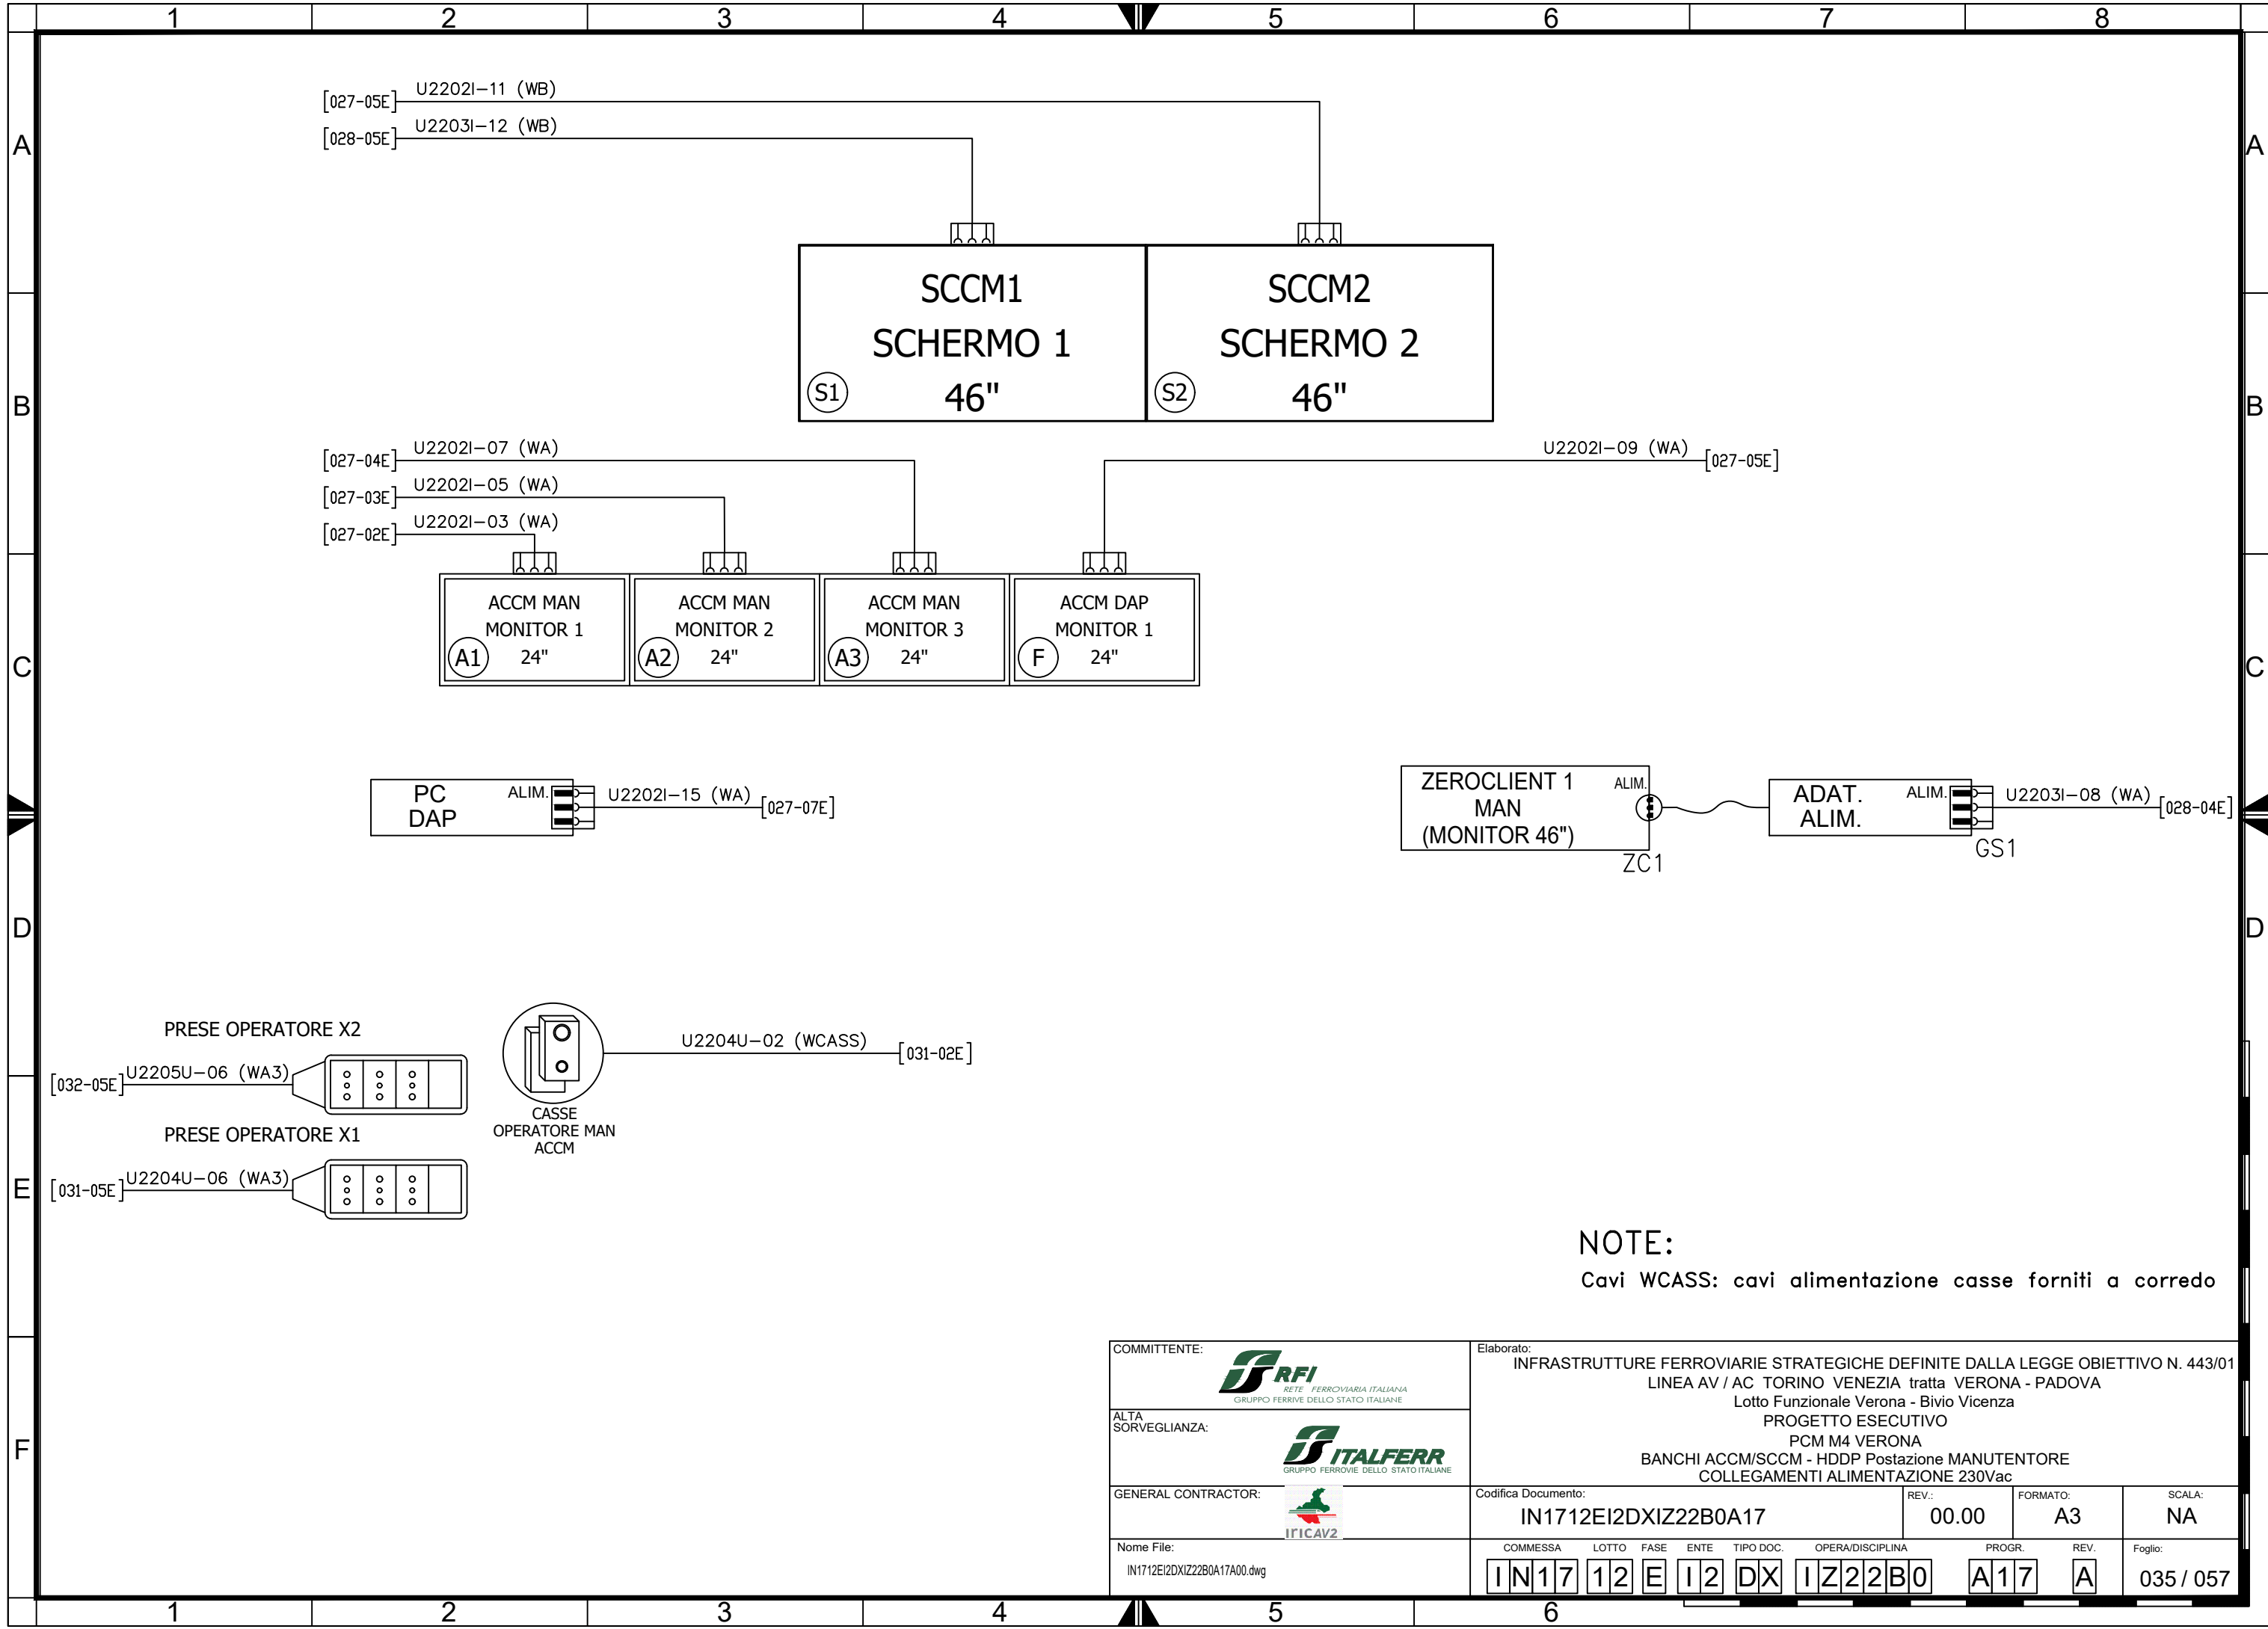 1 2 3 4 5 6 7 8
A A
B B
C C
D D
E
F
[027-05E] U2202I-11 (WB)
[028-05E] U2203I-12 (WB)
SCCM1
SCHERMO 1
46"
S1
SCCM2
SCHERMO 2
46"
S2
[027-04E] U2202I-07 (WA)
[027-03E] U2202I-05 (WA)
[027-02E] U2202I-03 (WA)
U2202I-09 (WA) [027-05E]
ACCM MAN
MONITOR 1
A1 24"
ACCM MAN
MONITOR 2
A2 24"
ACCM MAN
MONITOR 3
A3 24"
ACCM DAP
MONITOR 1
F 24"
PC
DAP
ALIM.
U2202I-15 (WA) [027-07E]
ZEROCLIENT 1
MAN
(MONITOR 46")
ALIM.
ZC1
ADAT.
ALIM.
ALIM.
GS1
U2203I-08 (WA) [028-04E]
PRESE OPERATORE X2
[032-05E] U2205U-06 (WA3)
PRESE OPERATORE X1
[031-05E] U2204U-06 (WA3)
CASSE
OPERATORE MAN
ACCM
U2204U-02 (WCASS) [031-02E]
NOTE:
Cavi WCASS: cavi alimentazione casse forniti a corredo
COMMITTENTE:
RFI
RETE FERROVIARIA ITALIANA
GRUPPO FERRIVE DELLO STATO ITALIANE
ALTA
SORVEGLIANZA:
ITALFERR
GRUPPO FERROVIE DELLO STATO ITALIANE
GENERAL CONTRACTOR:
IRICAV2
Nome File:
IN1712EI2DXIZ22B0A17A00.dwg
Elaborato:
INFRASTRUTTURE FERROVIARIE STRATEGICHE DEFINITE DALLA LEGGE OBIETTIVO N. 443/01
LINEA AV / AC TORINO VENEZIA tratta VERONA - PADOVA
Lotto Funzionale Verona - Bivio Vicenza
PROGETTO ESECUTIVO
PCM M4 VERONA
BANCHI ACCM/SCCM - HDDP Postazione MANUTENTORE
COLLEGAMENTI ALIMENTAZIONE 230Vac
Codifica Documento:
IN1712EI2DXIZ22B0A17
REV.:
00.00
FORMATO:
A3
SCALA:
NA
COMMESSA LOTTO FASE ENTE TIPO DOC. OPERA/DISCIPLINA PROGR. REV.
IN17 12 E I2 DX IZ22B0 A17 A
Foglio:
035 / 057
1 2 3 4 5 6